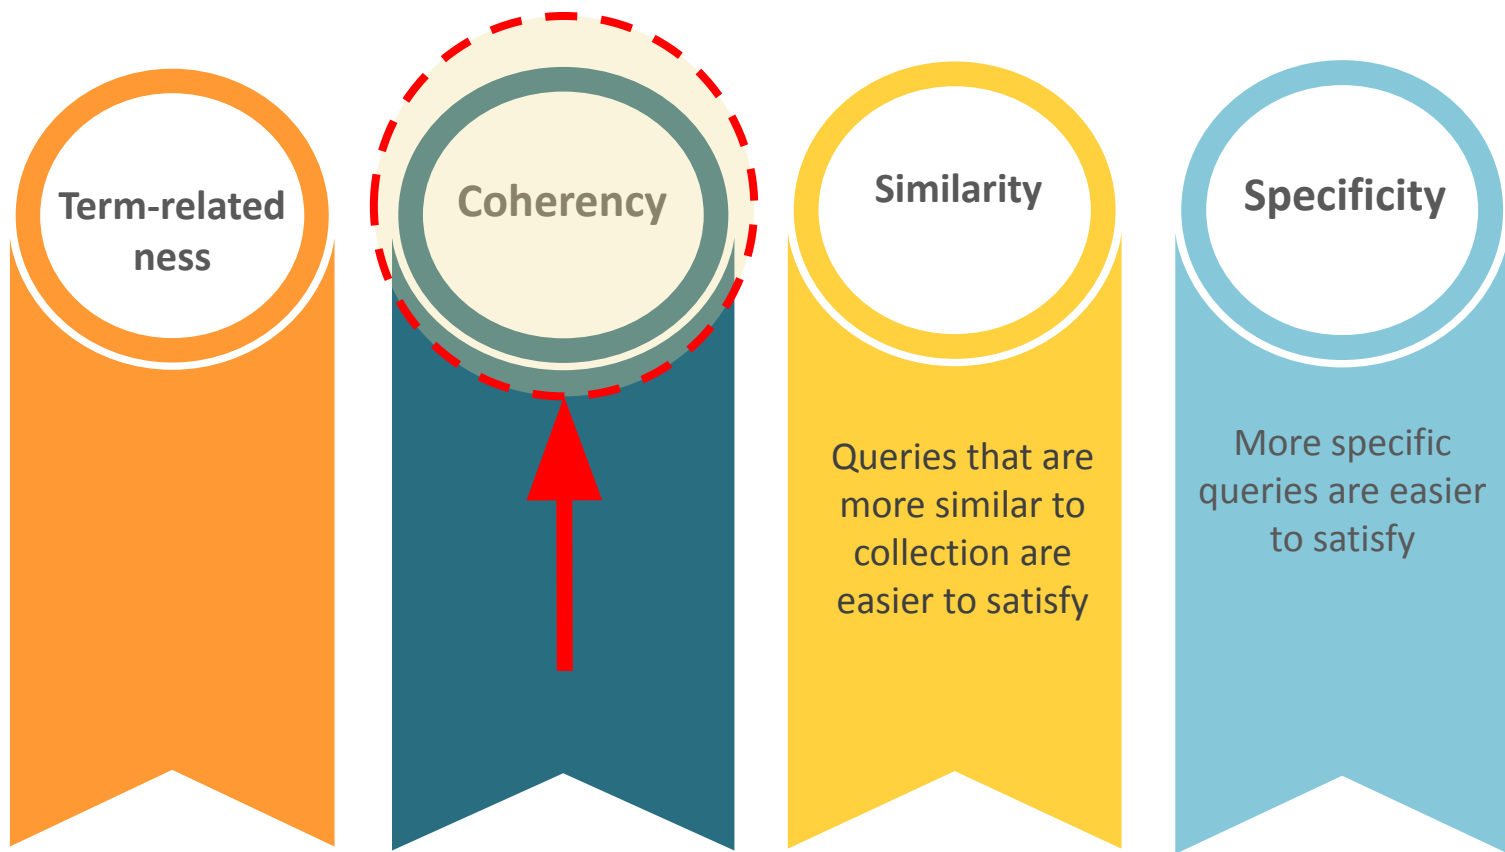 Term-related
ness
Coherency
Similarity
Queries that are
more similar to
collection are
easier to satisfy
Specificity
More specific
queries are easier
to satisfy